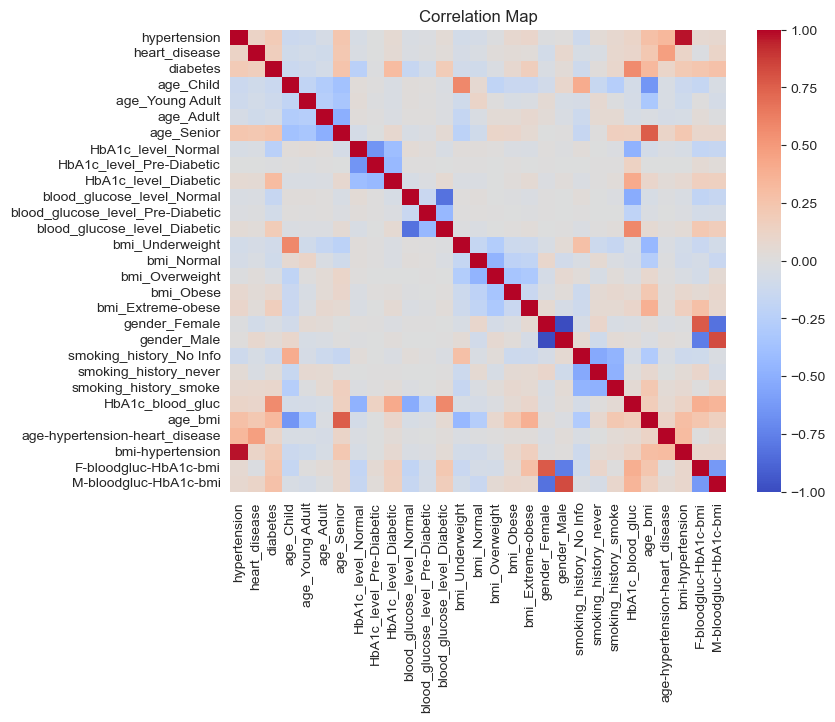 Correlation Map
hypertension
heart_disease
diabetes
age_Child
age_Young Adult
age_Adult
age_Senior
HbA1c_level_Normal
HbA1c_level_Pre-Diabetic
HbA1c_level_Diabetic
blood_glucose_level_Normal
blood_glucose_level_Pre-Diabetic
blood_glucose_level_Diabetic
bmi_Underweight
bmi_Normal
bmi_Overweight
bmi_Obese
bmi_Extreme-obese
gender_Female
gender_Male
smoking_history_No Info
smoking_history_never
smoking_history_smoke
HbA1c_blood_gluc
age_bmi
age-hypertension-heart_disease
bmi-hypertension
F-bloodgluc-HbA1c-bmi
M-bloodgluc-HbA1c-bmi
hypertension
heart_disease
diabetes
age_Child
age_Young Adult
age_Adult
age_Senior
HbA1c_level_Normal
HbA1c_level_Pre-Diabetic
HbA1c_level_Diabetic
blood_glucose_level_Normal
blood_glucose_level_Pre-Diabetic
blood_glucose_level_Diabetic
bmi_Underweight
bmi_Normal
bmi_Overweight
bmi_Obese
bmi_Extreme-obese
gender_Female
gender_Male
smoking_history_No Info
smoking_history_never
smoking_history_smoke
HbA1c_blood_gluc
age_bmi
age-hypertension-heart_disease
bmi-hypertension
F-bloodgluc-HbA1c-bmi
M-bloodgluc-HbA1c-bmi
1.00
0.75
0.50
0.25
0.00
−0.25
−0.50
−0.75
−1.00